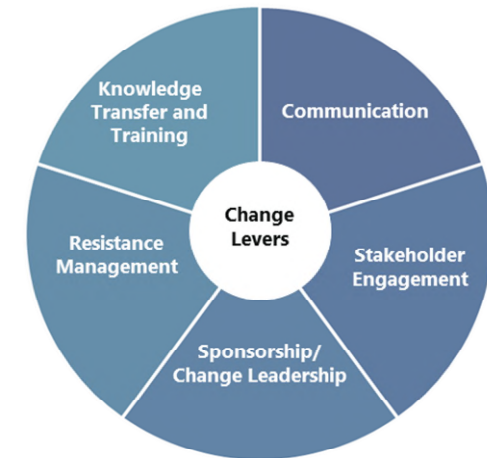 Knowledge
Transfer and
Training
Communication
Change
Levers
Resistance
Management
Stakeholder
Engagement
Sponsorship/
Change Leadership